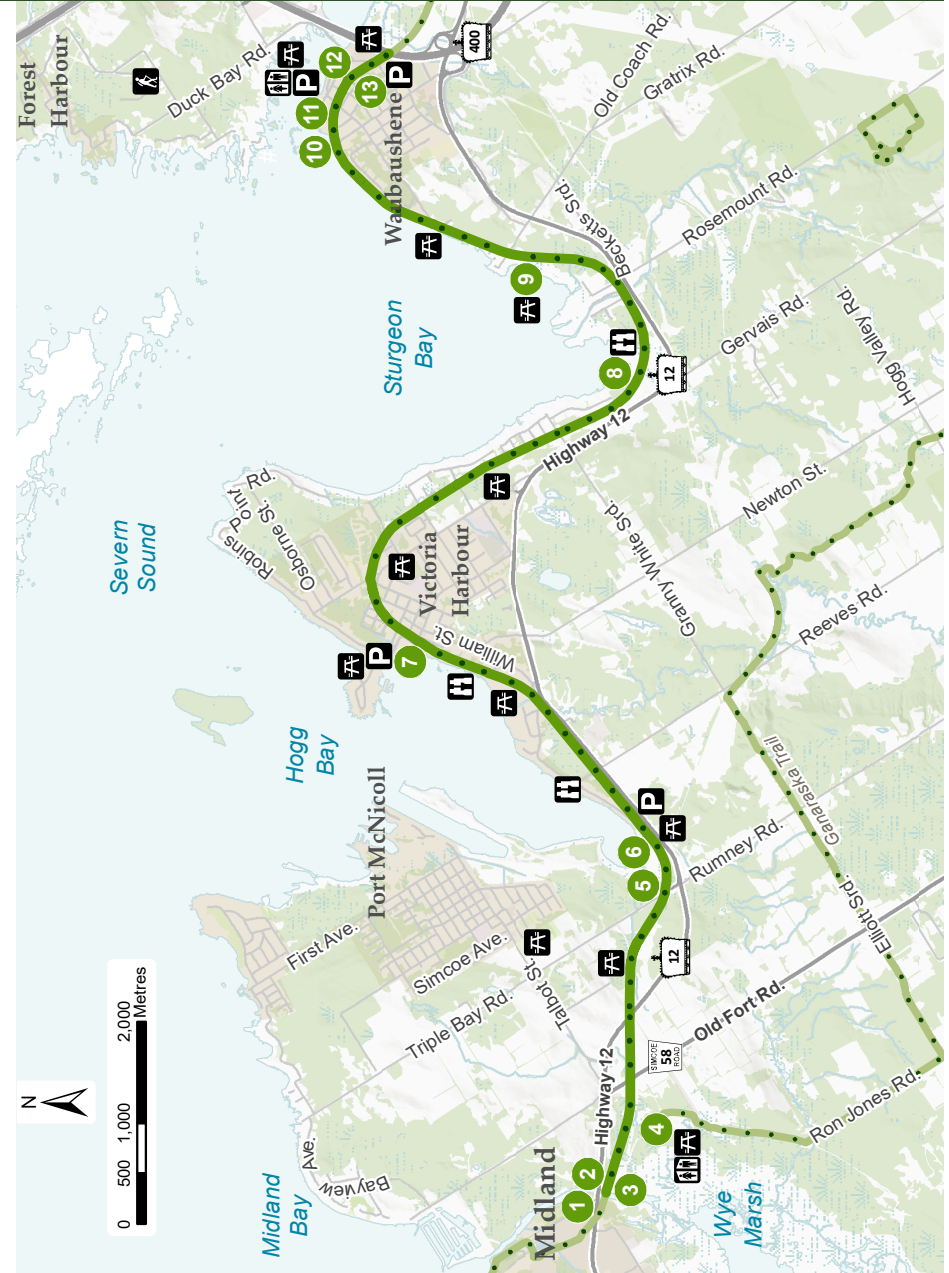 Forest
Harbour
N
0 500 1,000 2,000
Metres
Severn
Sound
Duck Bay Rd.
Robins Point Rd.
Osborne St.
Midland
Bay
Bayview
Ave.
First Ave.
Hogg
Bay
Port McNicoll
Simcoe Ave.
Triple Bay Rd.
Talbot St.
Sturgeon
Bay
Waubaushene
10
11
12
13
P
P
400
P
7
Victoria
Harbour
William St.
9
Becketts Srd.
Old Coach Rd.
Gratrix Rd.
Rosemount Rd.
8
12
Highway 12
Gervais Rd.
Hogg Valley Rd.
Newton St.
Granny White Srd.
Reeves Rd.
Midland
1
2
3
Highway 12
4
5
6
P
12
Rumney Rd.
SIMCOE
58
ROAD
Old Fort Rd.
Ganaraska Trail
Elliott Srd.
Ron Jones Rd.
Wye
Marsh